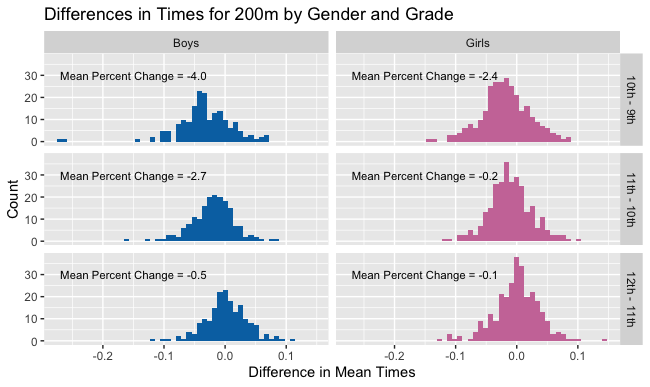 Differences in Times for 200m by Gender and Grade
Boys
Girls
Mean Percent Change = -4.0
Mean Percent Change = -2.4
10th - 9th
Mean Percent Change = -2.7
Mean Percent Change = -0.2
11th - 10th
Mean Percent Change = -0.5
Mean Percent Change = -0.1
12th - 11th
Count
30
20
10
0
30
20
10
0
30
20
10
0
-0.2
-0.1
0.0
0.1
-0.2
-0.1
0.0
0.1
Difference in Mean Times